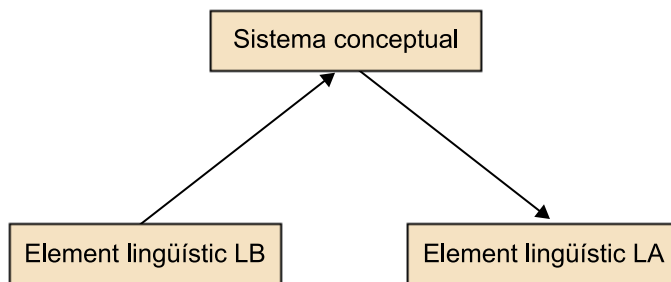 Sistema conceptual
Element lingüístic LB
Element lingüístic LA